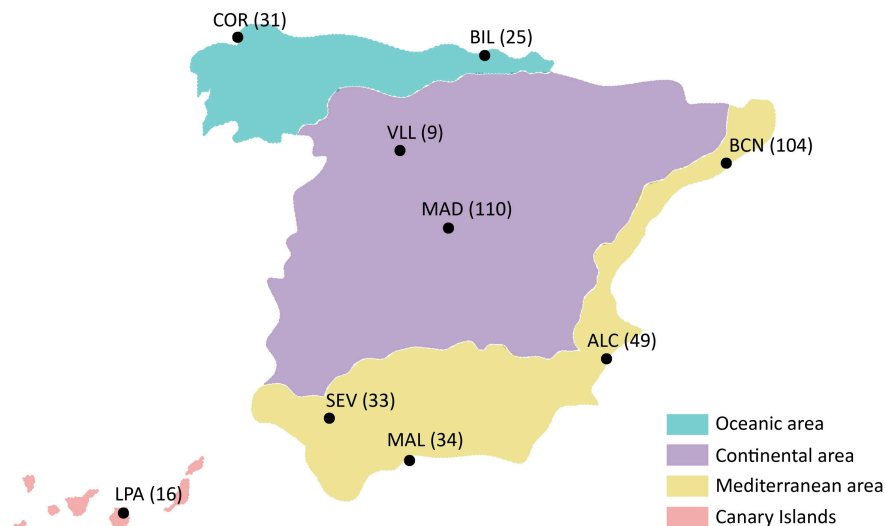 COR (31)
BIL (25)
VLL (9)
BCN (104)
MAD (110)
ALC (49)
SEV (33)
MAL (34)
LPA (16)
Oceanic area
Continental area
Mediterranean area
Canary Islands